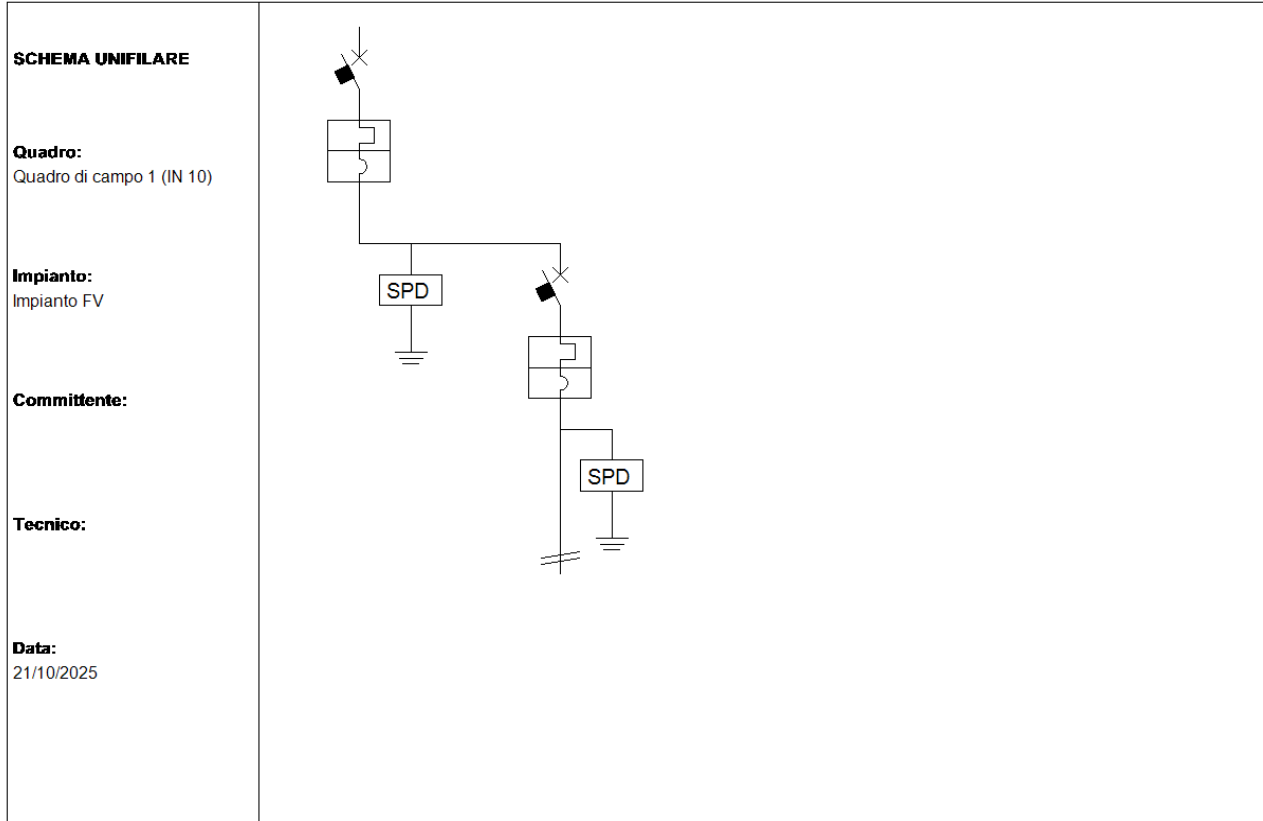 SCHEMA UNIFILARE
Quadro:
Quadro di campo 1 (IN 10)
Impianto:
Impianto FV
Committente:
Tecnico:
Data:
21/10/2025
SPD
SPD